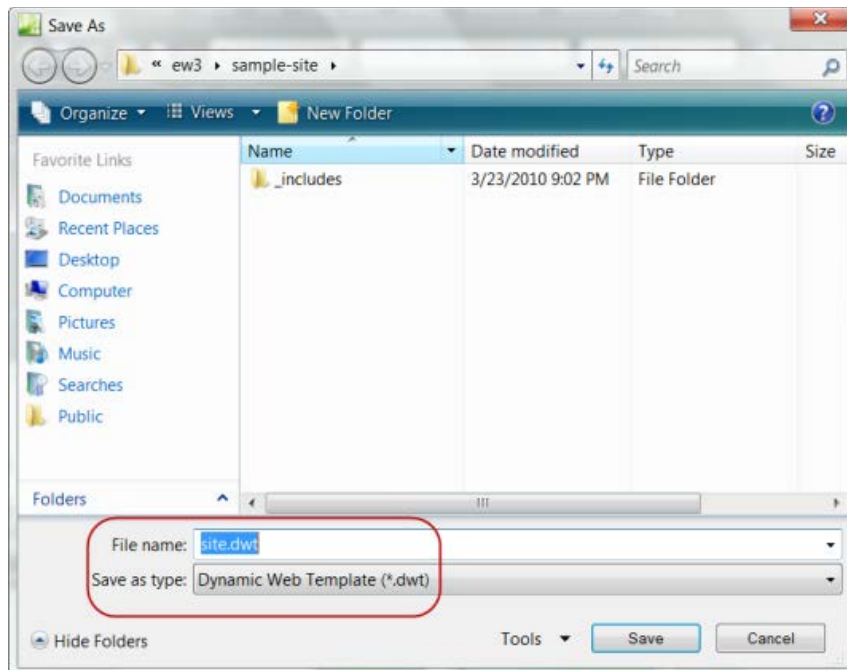 Save As
« ew3 ▸ sample-site ▸ Search
Organize Views New Folder
Favorite Links
Documents
Recent Places
Desktop
Computer
Pictures
Music
Searches
Public
Folders
Name Date modified Type Size
_includes 3/23/2010 9:02 PM File Folder
File name: site.dwt
Save as type: Dynamic Web Template (*.dwt)
Hide Folders Tools Save Cancel